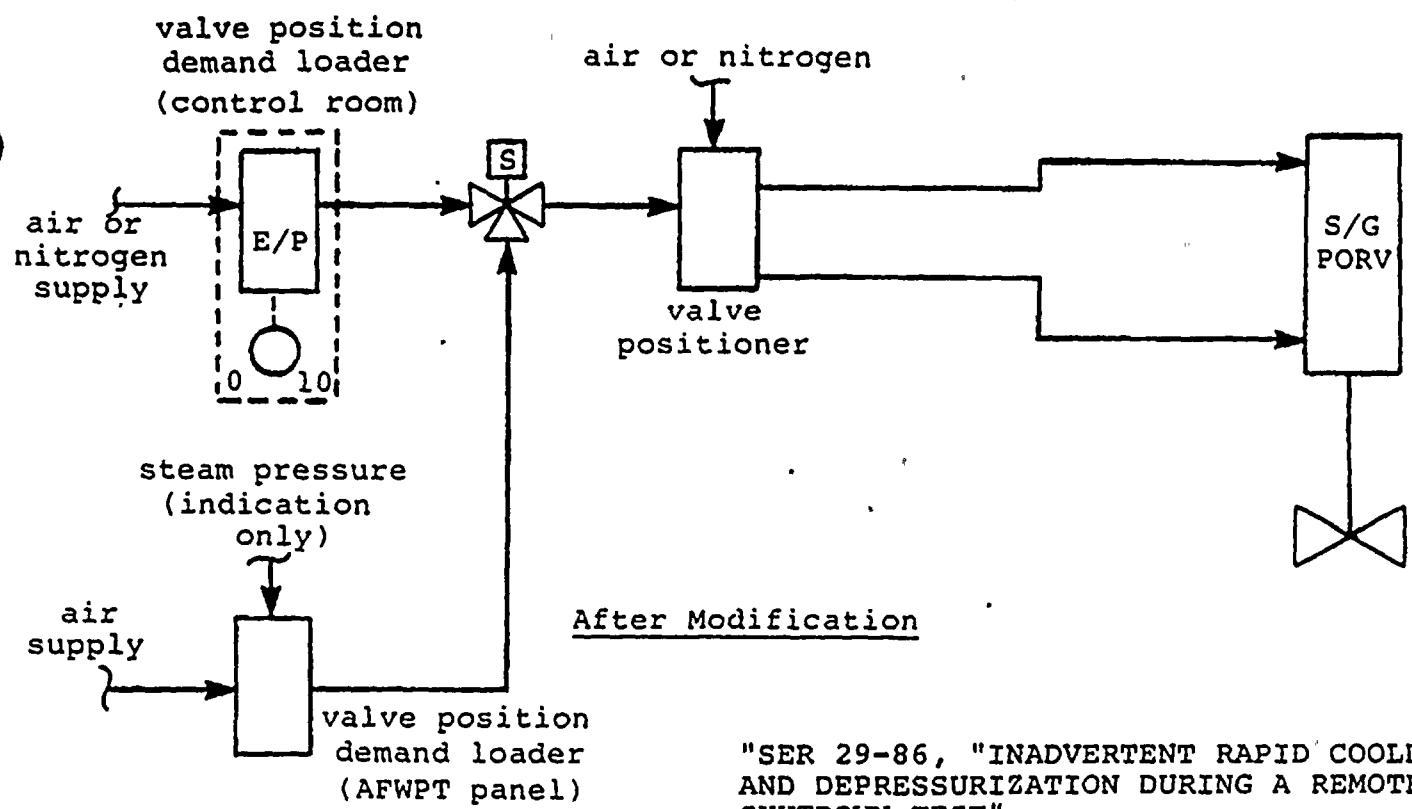 valve position
demand loader
(control room)
air or nitrogen
S
E/P
air or
nitrogen
supply
0 10
valve
positioner
S/G
PORV
steam pressure
(indication
only)
air
supply
After Modification
valve position
demand loader
(AFWPT panel)
"SER 29-86, "INADVERTENT RAPID
AND DEPRESSURIZATION DURING A REMOTE